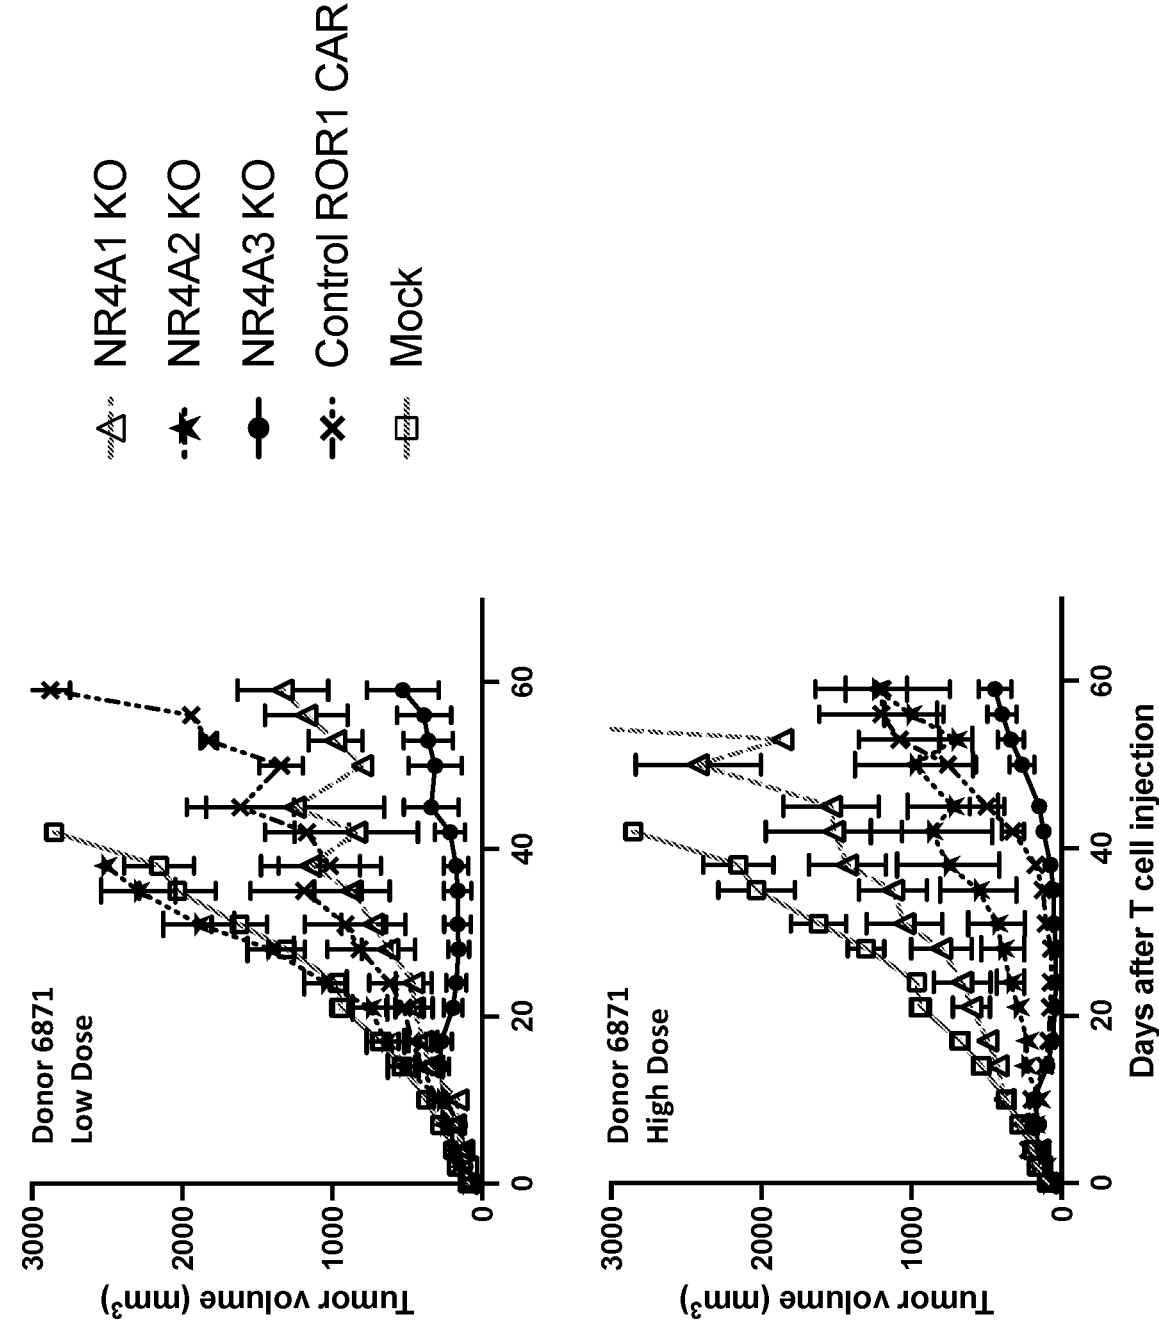 NR4A1 KO
NR4A2 KO
NR4A3 KO
Control ROR1 CAR
Mock
Donor 6871
Low Dose
Tumor volume (mm³)
3000
2000
1000
0
0
20
40
60
Donor 6871
High Dose
Tumor volume (mm³)
3000
2000
1000
0
0
20
40
60
Days after T cell injection